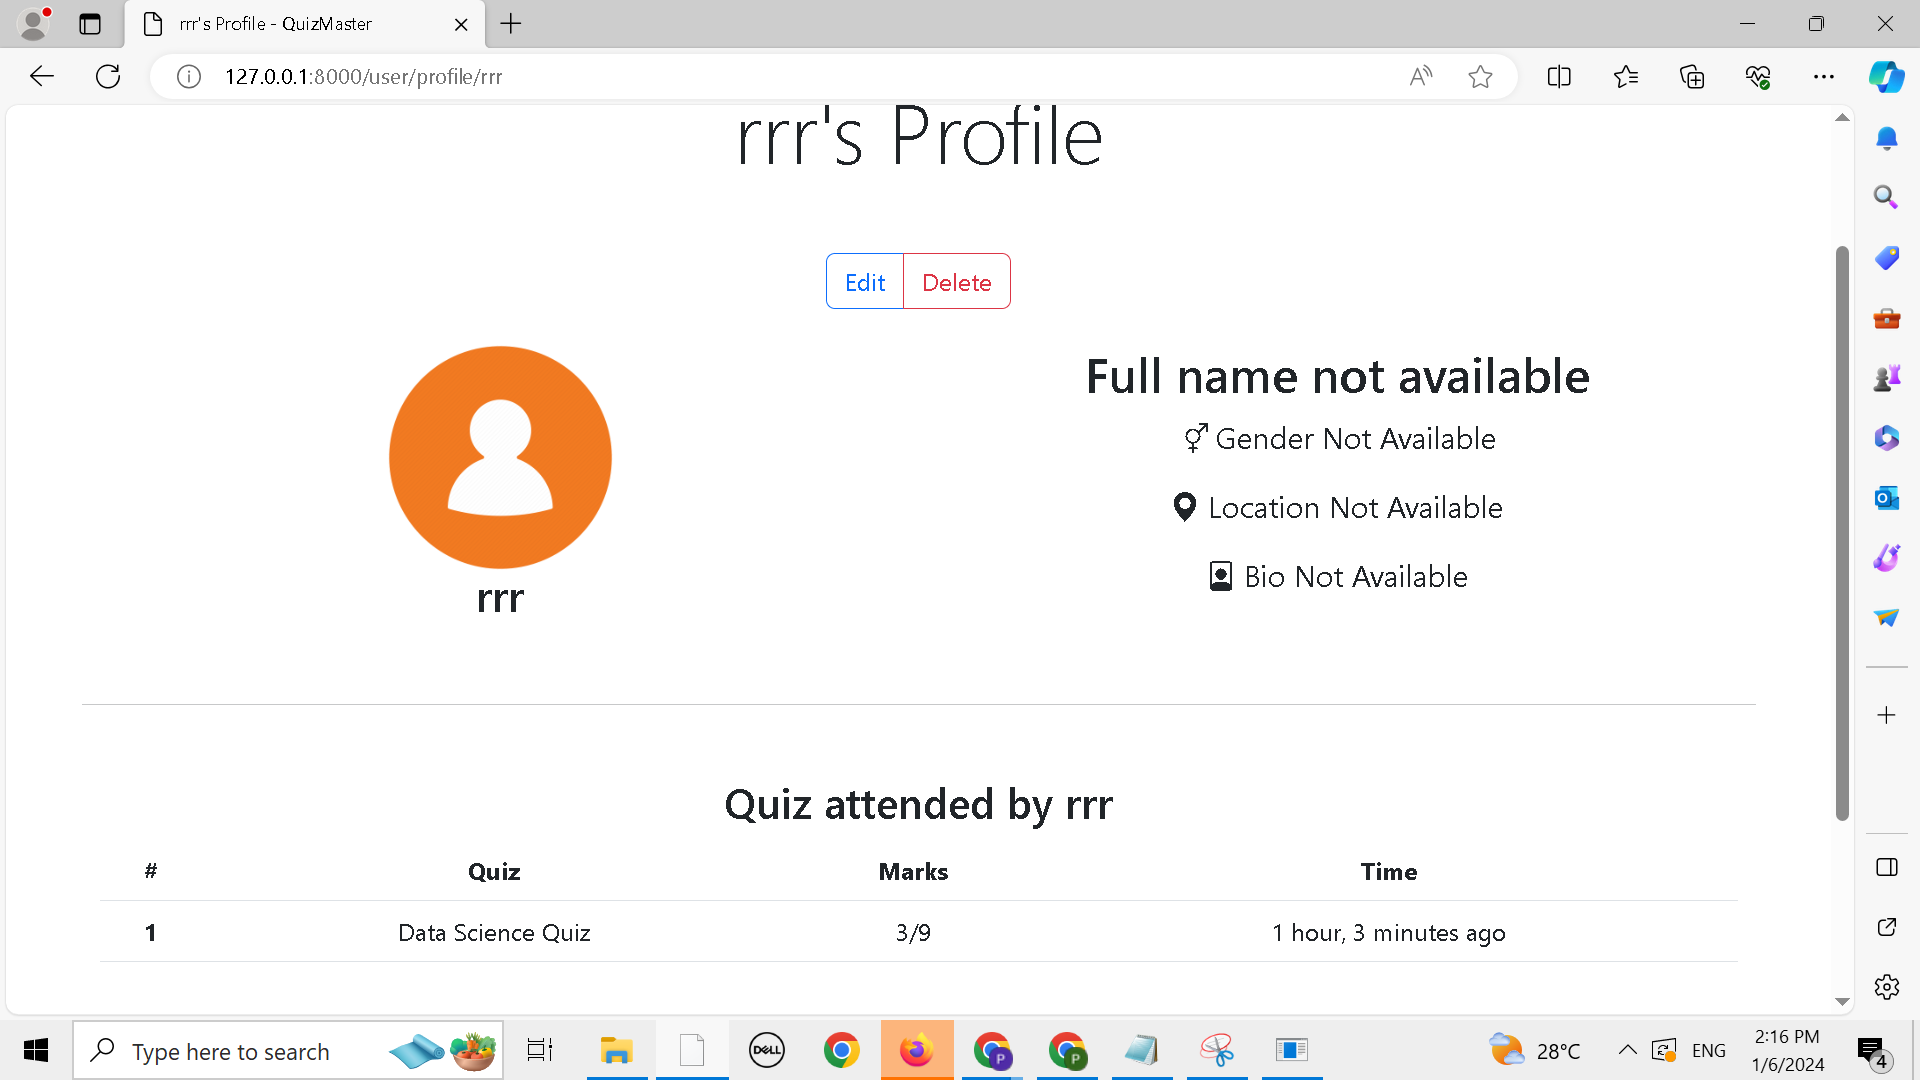 rrr's Profile - QuizMaster
127.0.0.1:8000/user/profile/rrr
rrr's Profile
Edit
Delete
Full name not available
Gender Not Available
Location Not Available
Bio Not Available
rrr
Quiz attended by rrr
# Quiz Marks Time
1 Data Science Quiz 3/9 1 hour, 3 minutes ago
Type here to search
DELL
P
P
28°C
ENG
2:16 PM
1/6/2024
4